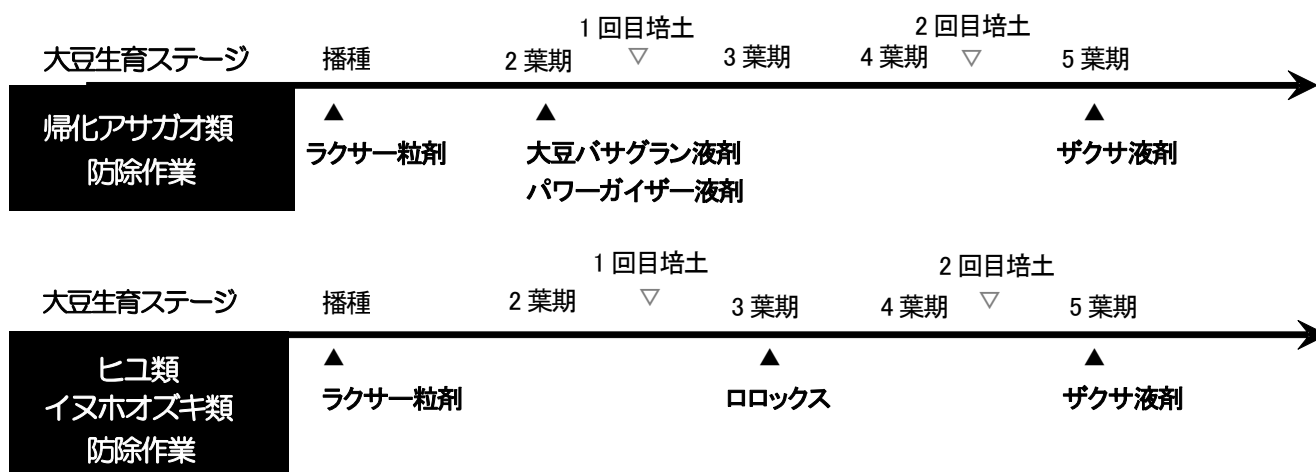 1 回目培土
2 回目培土
大豆生育ステージ
播種
2 葉期
▽
3 葉期
4 葉期
▽
5 葉期
帰化アサガオ類
防除作業
▲
▲
▲
ラクサー粒剤
大豆バサグラン液剤
パワーガイザー液剤
ザクサ液剤
1 回目培土
2 回目培土
大豆生育ステージ
播種
2 葉期
▽
3 葉期
4 葉期
▽
5 葉期
ヒユ類
イヌホオズキ類
防除作業
▲
▲
▲
ラクサー粒剤
ロロックス
ザクサ液剤